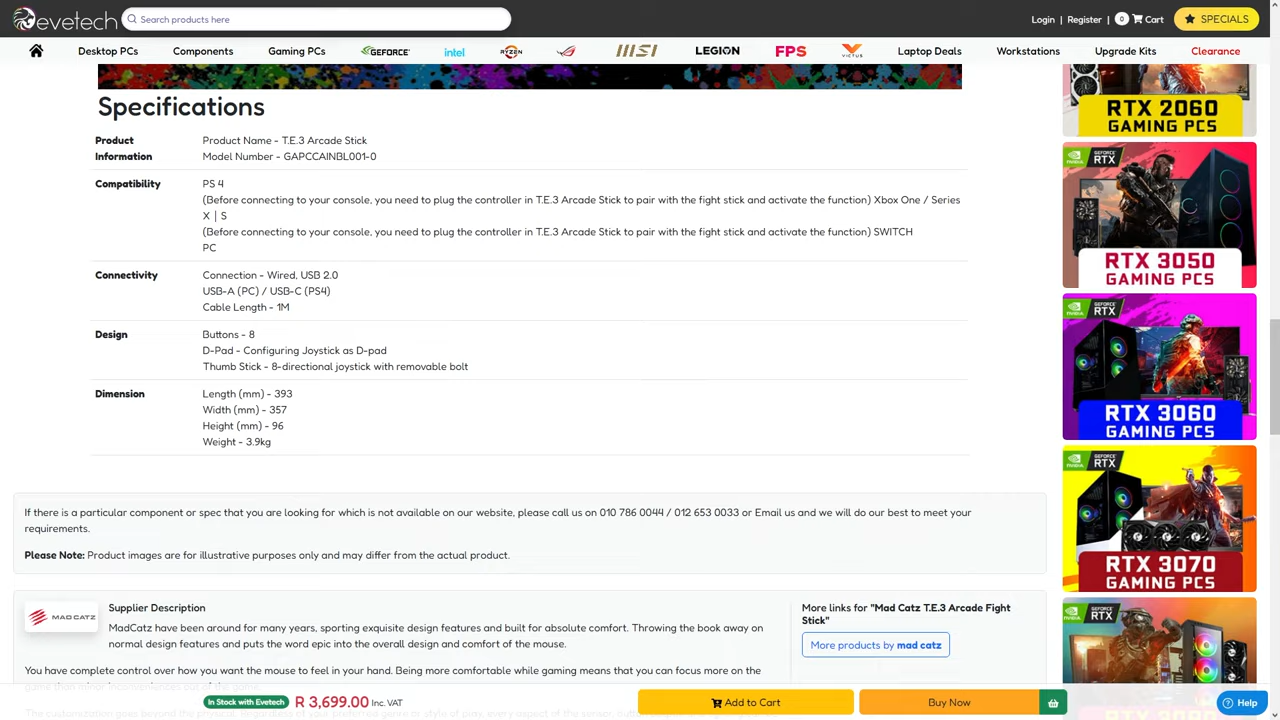 evetech
Search products here
Login | Register | 0 Cart
SPECIALS
Desktop PCs
Components
Gaming PCs
GEFORCE
intel
RYZEN
msi
LEGION
FPS
VICTUS
Laptop Deals
Workstations
Upgrade Kits
Clearance
Specifications
Product Information
Product Name - T.E.3 Arcade Stick
Model Number - GAPCCAINBL001-0
Compatibility
PS 4
(Before connecting to your console, you need to plug the controller in T.E.3 Arcade Stick to pair with the fight stick and activate the function) Xbox One / Series
X | S
(Before connecting to your console, you need to plug the controller in T.E.3 Arcade Stick to pair with the fight stick and activate the function) SWITCH
PC
Connectivity
Connection - Wired, USB 2.0
USB-A (PC) / USB-C (PS4)
Cable Length - 1M
Design
Buttons - 8
D-Pad - Configuring Joystick as D-pad
Thumb Stick - 8-directional joystick with removable bolt
Dimension
Length (mm) - 393
Width (mm) - 357
Height (mm) - 96
Weight - 3.9kg
If there is a particular component or spec that you are looking for which is not available on our website, please call us on 010 786 0044 / 012 653 0033 or Email us and we will do our best to meet your
requirements.
Please Note: Product images are for illustrative purposes only and may differ from the actual product.
MAD CATZ
Supplier Description
MadCatz have been around for many years, sporting exquisite design features and built for absolute comfort. Throwing the book away on
normal design features and puts the word epic into the overall design and comfort of the mouse.
You have complete control over how you want the mouse to feel in your hand. Being more comfortable while gaming means that you can focus more on the
More links for "Mad Catz T.E.3 Arcade Fight
Stick"
More products by mad catz
RTX 2060
GAMING PCS
NVIDIA
GEFORCE RTX
RTX 3050
GAMING PCS
NVIDIA
GEFORCE RTX
RTX 3060
GAMING PCS
NVIDIA
GEFORCE RTX
RTX 3070
GAMING PCS
NVIDIA
GEFORCE RTX
In Stock with Evetech
R 3,699.00 Inc. VAT
Add to Cart
Buy Now
Help